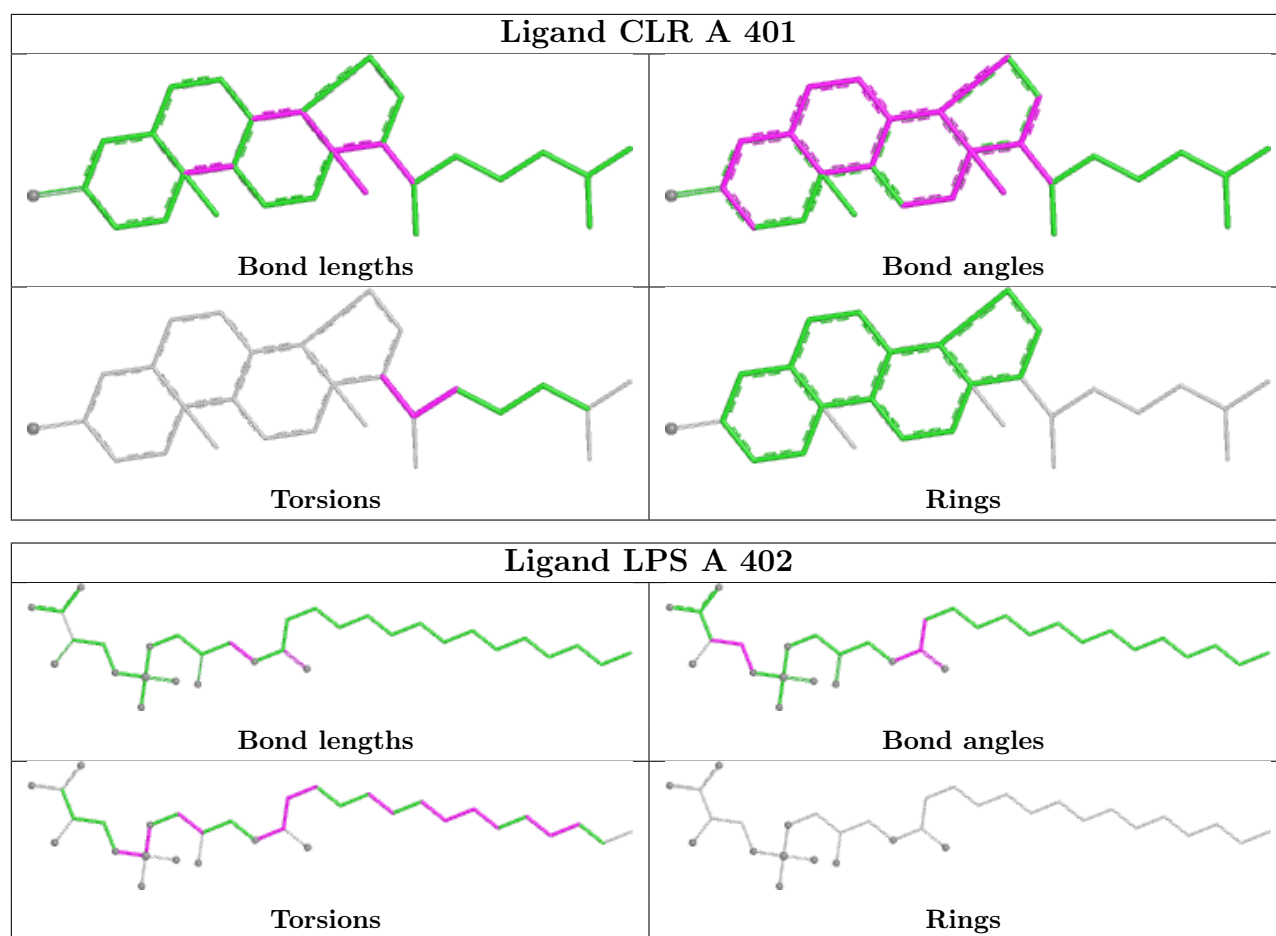 Ligand CLR A 401
Bond lengths
Bond angles
Torsions
Rings
Ligand LPS A 402
Bond lengths
Bond angles
Torsions
Rings